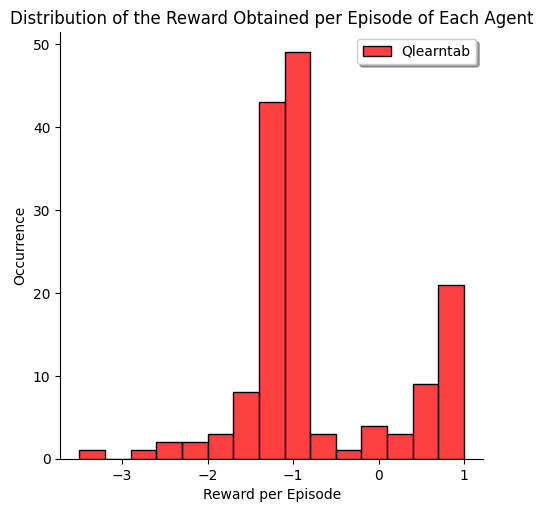 Distribution of the Reward Obtained per Episode of Each Agent
Qlearntab
Occurrence
50
40
30
20
10
0
−3
−2
−1
0
1
Reward per Episode